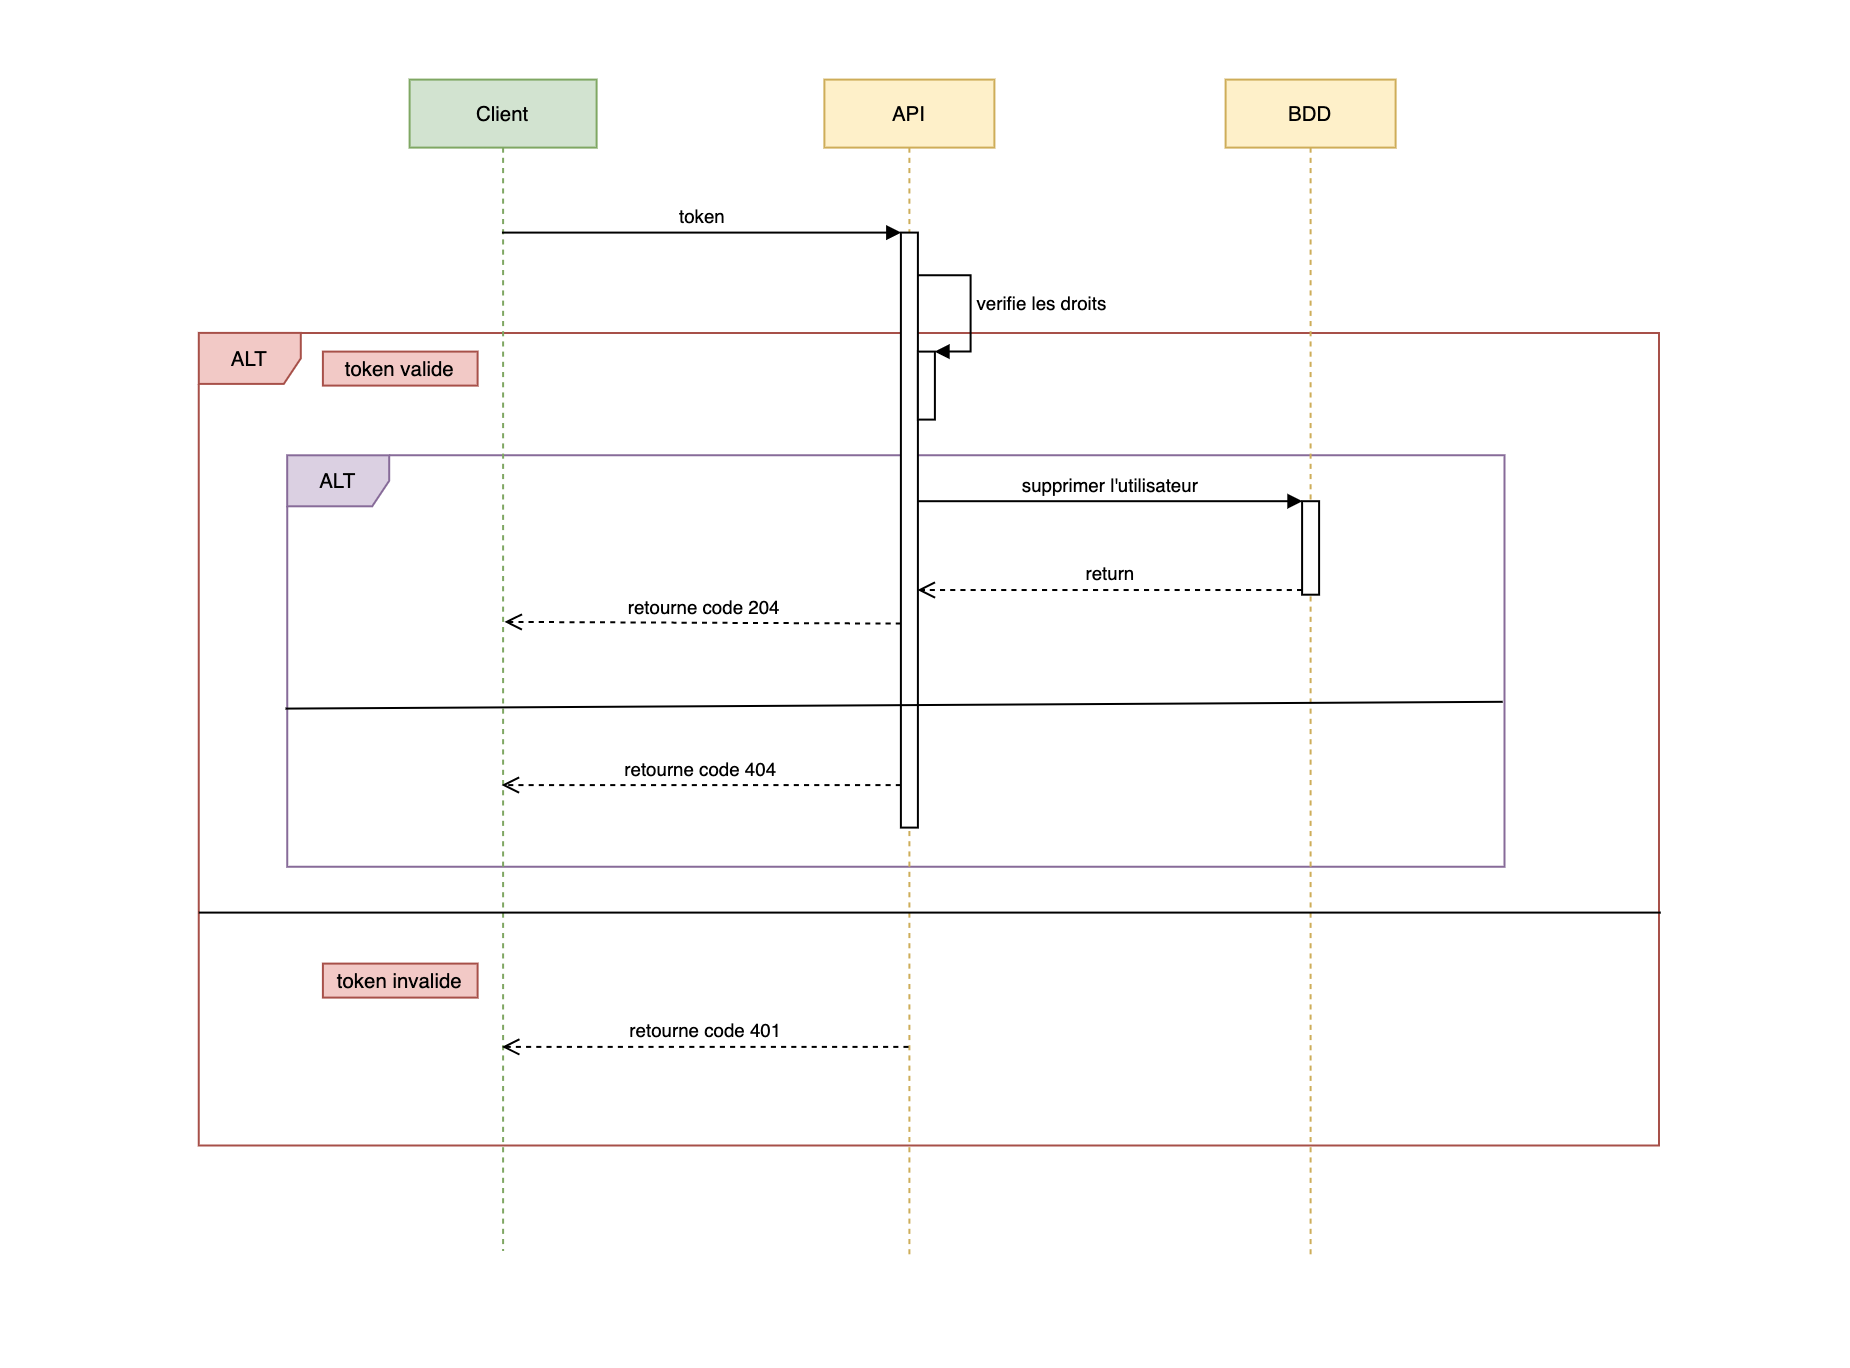 Client
API
BDD
token
verifie les droits
ALT
token valide
ALT
supprimer l'utilisateur
return
retourne code 204
retourne code 404
token invalide
retourne code 401